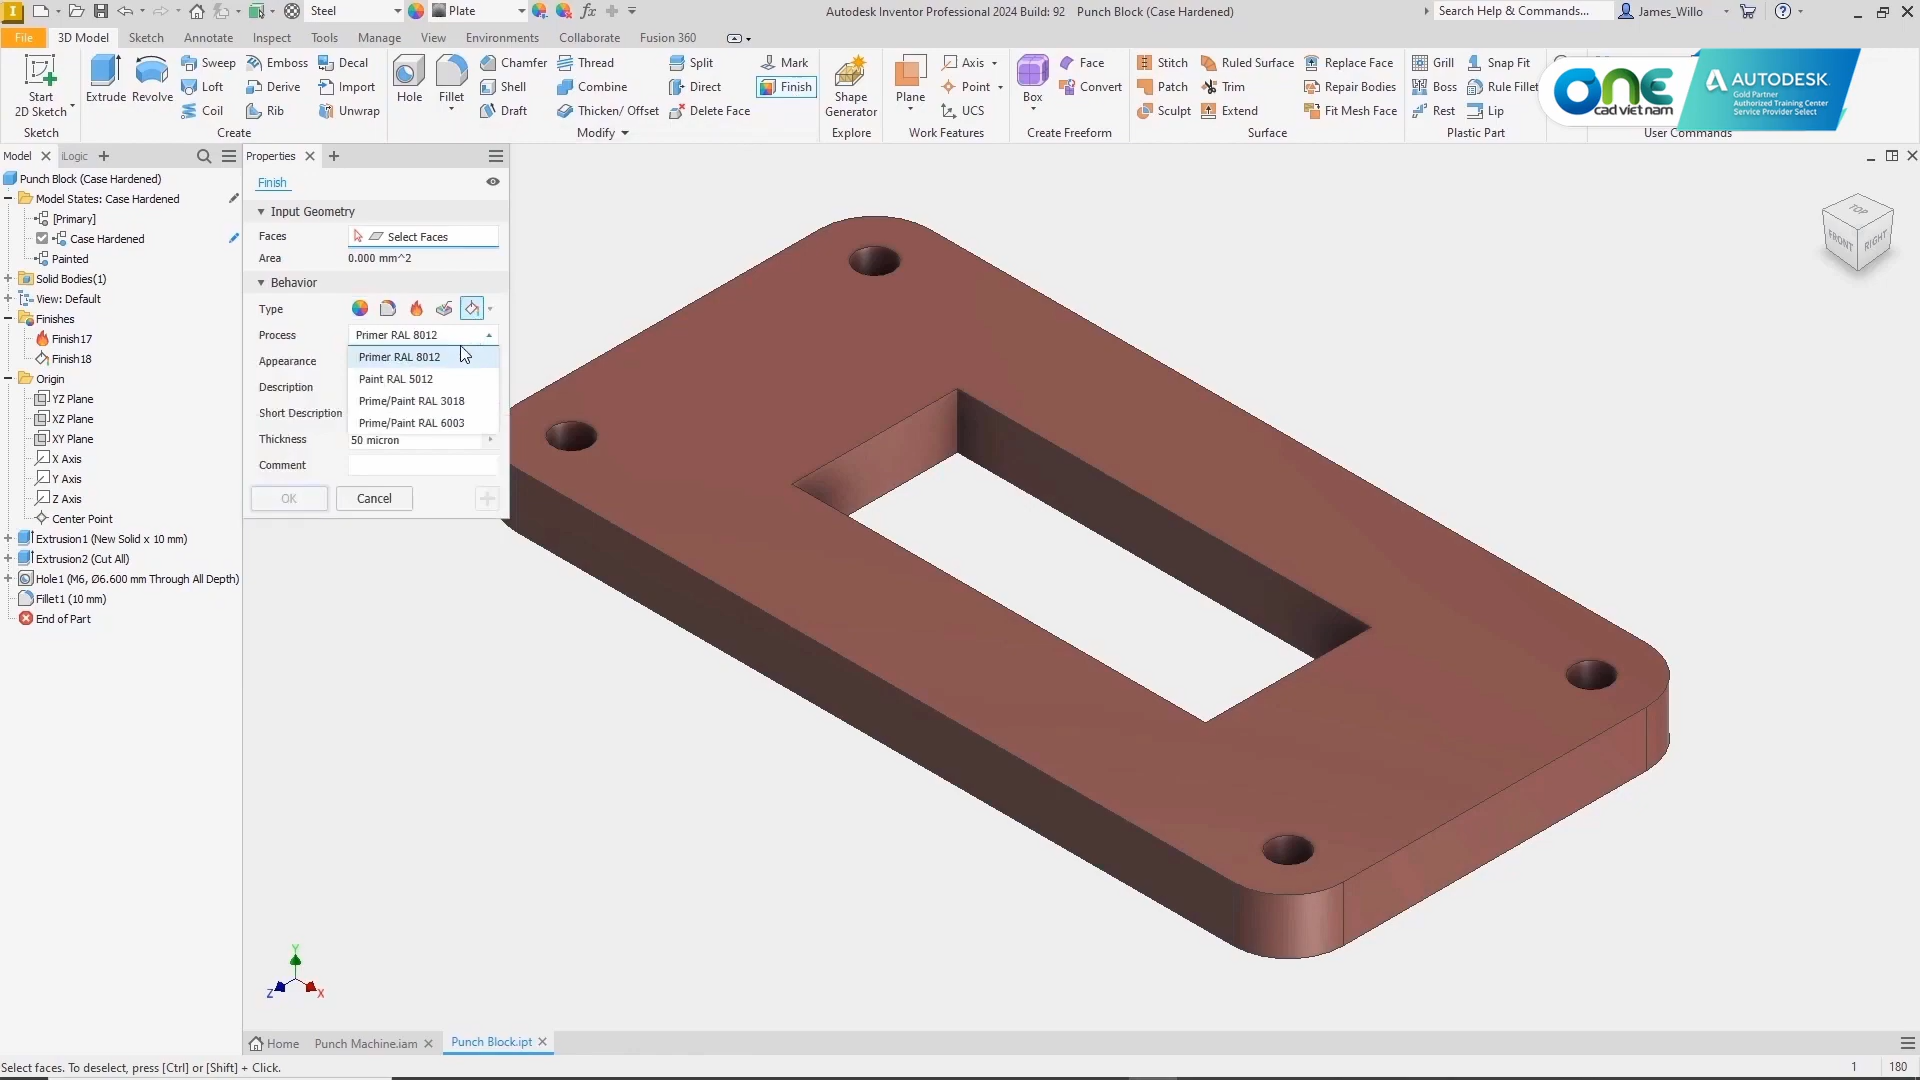 Steel
Plate
Autodesk Inventor Professional 2024 Build: 92 Punch Block (Case Hardened)
Search Help & Commands...
James_Willo
File
3D Model
Sketch
Annotate
Inspect
Tools
Manage
View
Environments
Collaborate
Fusion 360
Start
2D Sketch
Sketch
Extrude
Revolve
Sweep
Loft
Coil
Emboss
Derive
Rib
Decal
Import
Unwrap
Create
Hole
Fillet
Chamfer
Shell
Draft
Thread
Combine
Thicken/ Offset
Split
Direct
Delete Face
Mark
Finish
Modify
Shape
Generator
Explore
Plane
Axis
Point
UCS
Work Features
Box
Face
Convert
Create Freeform
Stitch
Patch
Sculpt
Ruled Surface
Trim
Extend
Replace Face
Repair Bodies
Fit Mesh Face
Surface
Grill
Boss
Rest
Snap Fit
Rule Fillet
Lip
Plastic Part
User Commands
ONE
cad viet nam
AUTODESK
Gold Partner
Authorized Training Center
Service Provider Select
Model
iLogic
Punch Block (Case Hardened)
Model States: Case Hardened
[Primary]
Case Hardened
Painted
Solid Bodies(1)
View: Default
Finishes
Finish17
Finish18
Origin
YZ Plane
XZ Plane
XY Plane
X Axis
Y Axis
Z Axis
Center Point
Extrusion1 (New Solid x 10 mm)
Extrusion2 (Cut All)
Hole1 (M6, Ø6.600 mm Through All Depth)
Fillet1 (10 mm)
End of Part
Properties
Finish
Input Geometry
Faces Select Faces
Area 0.000 mm^2
Behavior
Type
Process Primer RAL 8012
Primer RAL 8012
Appearance
Paint RAL 5012
Description
Prime/Paint RAL 3018
Short Description
Prime/Paint RAL 6003
Thickness 50 micron
Comment
OK Cancel
TOP
FRONT RIGHT
Y
Z X
Home
Punch Machine.iam
Punch Block.ipt
Select faces. To deselect, press [Ctrl] or [Shift] + Click.
1 180